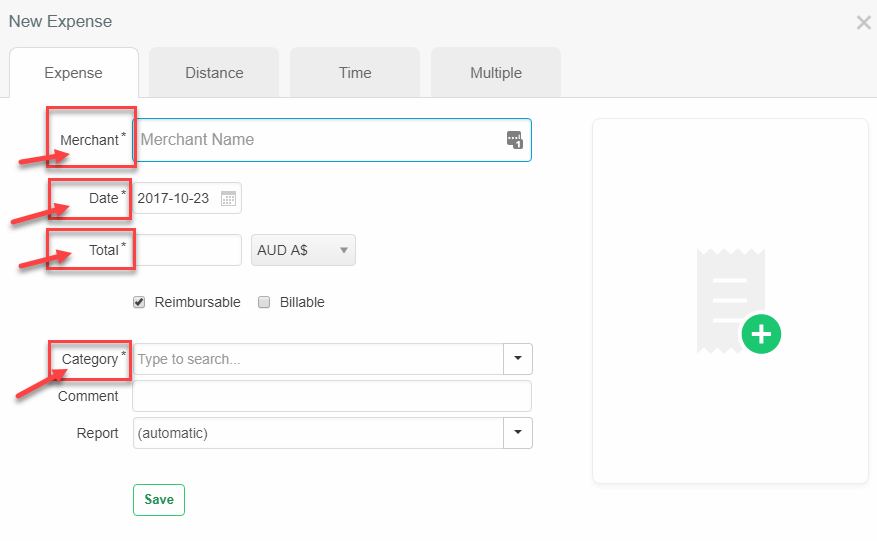 New Expense
Expense Distance Time Multiple
Merchant * Merchant Name 1
Date * 2017-10-23
Total * AUD A$
Reimbursable Billable
Category * Type to search...
Comment
Report (automatic)
Save